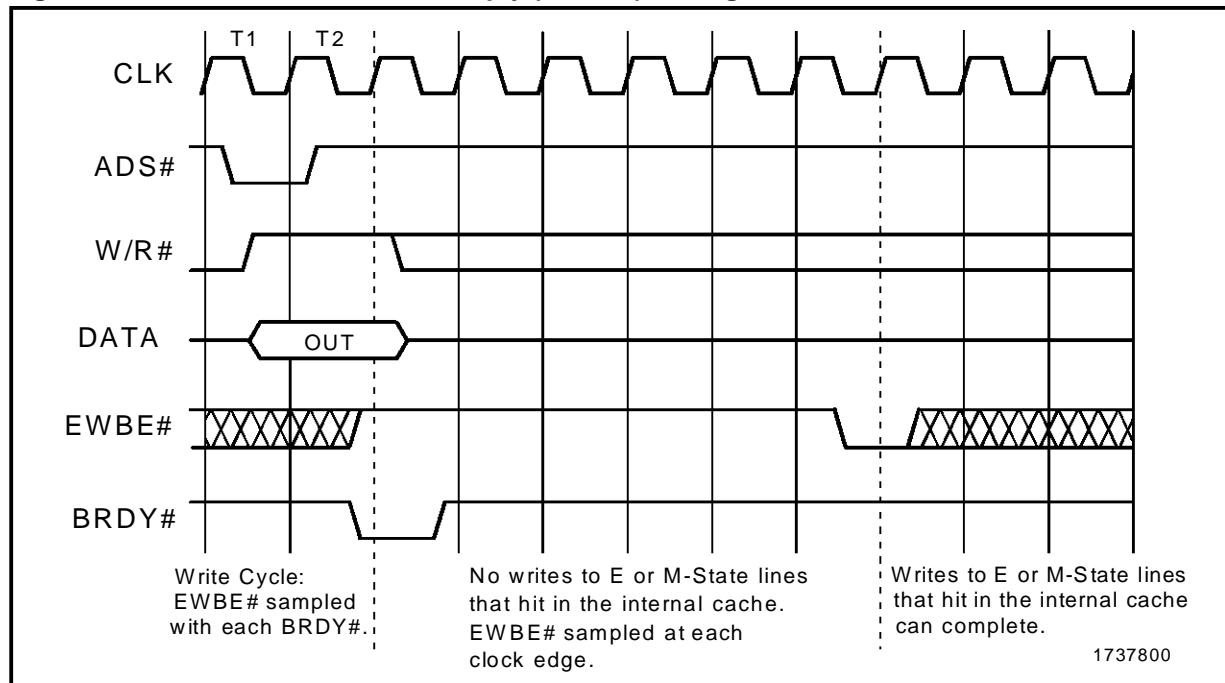 T1 T2
CLK
ADS#
W/R#
DATA
OUT
EWBE#
BRDY#
Write Cycle:
EWBE# sampled
with each BRDY#.
No writes to E or M-State lines
that hit in the internal cache.
EWBE# sampled at each
clock edge.
Writes to E or M-State lines
that hit in the internal cache
can complete.
1737800